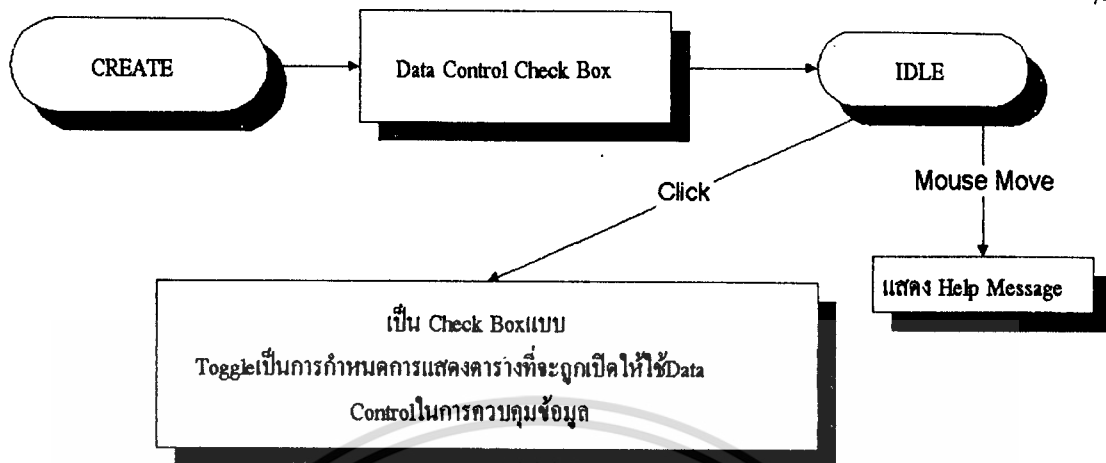 CREATE
Data Control Check Box
IDLE
Click
Mouse Move
แสดง Help Message
เป็น Check Boxแบบ
Toggleเป็นการกำหนดการแสดงตารางที่จะถูกเปิดให้ใช้Data
Controlในการควบคุมข้อมูล